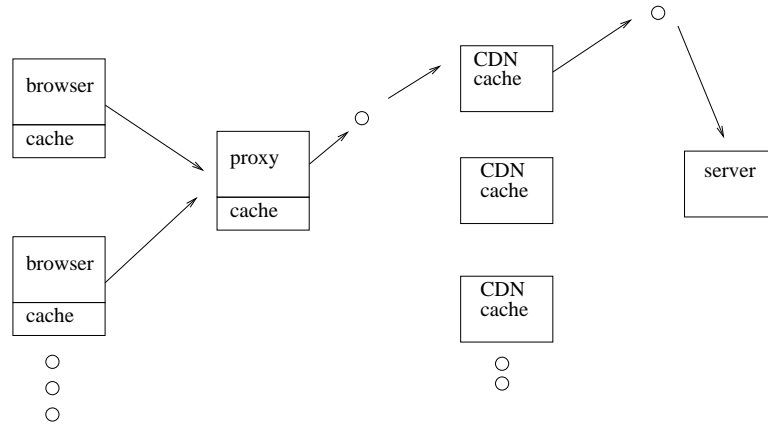 browser
cache
browser
cache
proxy
cache
CDN
cache
CDN
cache
CDN
cache
server